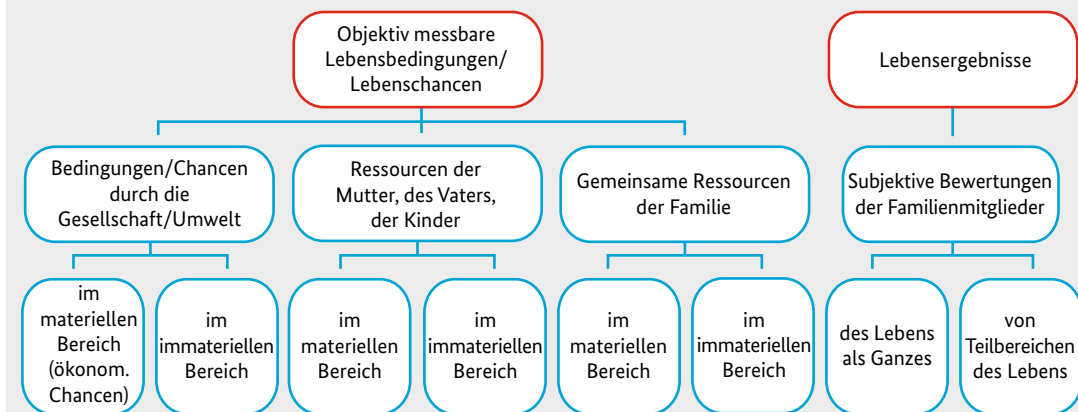 Objektiv messbare
Lebensbedingungen/
Lebenschancen
Lebensergebnisse
Bedingungen/Chancen
durch die
Gesellschaft/Umwelt
Ressourcen der
Mutter, des Vaters,
der Kinder
Gemeinsame Ressourcen
der Familie
Subjektive Bewertungen
der Familienmitglieder
im
materiellen
Bereich
(ökonom.
Chancen)
im
immateriellen
Bereich
im
materiellen
Bereich
im
immateriellen
Bereich
im
materiellen
Bereich
im
immateriellen
Bereich
des Lebens
als Ganzes
von
Teilbereichen
des Lebens